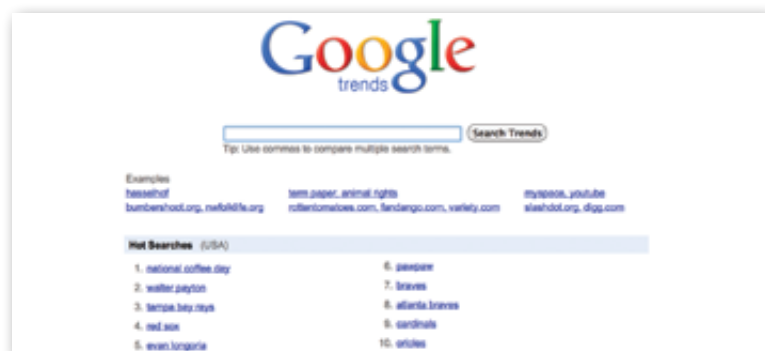 Google
trends
Search Trends
Tip: Use commas to compare multiple search terms.
Examples
hasselhof term paper, animal rights myspace, youtube
bumbershoot.org, nwfolklife.org rottentomatoes.com, fandango.com, variety.com slashdot.org, digg.com
Hot Searches (USA)
1. national coffee day
2. walter payton
3. tampa bay rays
4. red sox
5. evan longoria
6. pawpaw
7. braves
8. atlanta braves
9. cardinals
10. orioles